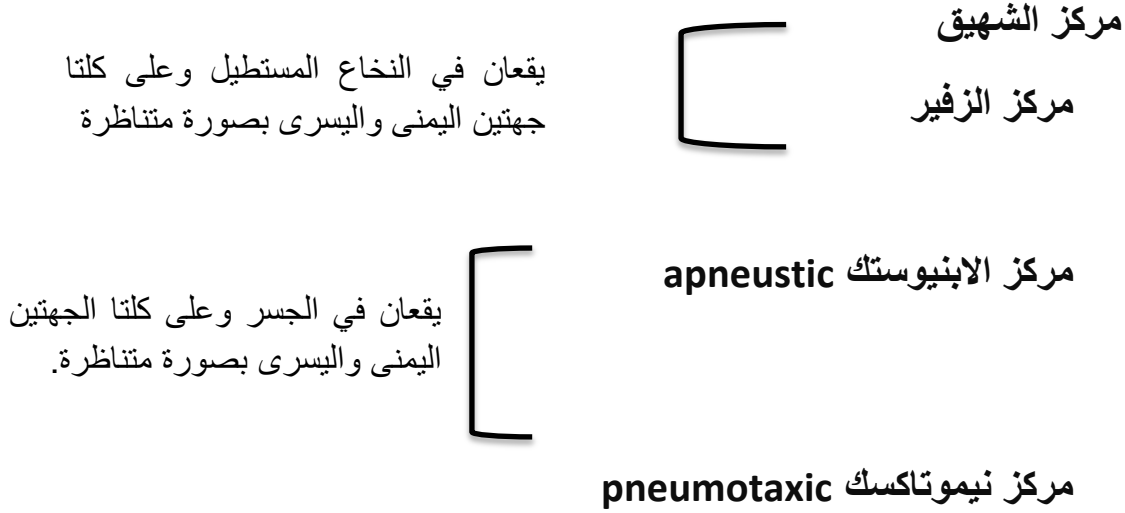 مركز الشهيق
مركز الزفير
يقعان في النخاع المستطيل وعلى كلتا
جهتين اليمنى واليسرى بصورة متناظرة
مركز الابنيوستك apneustic
يقعان في الجسر وعلى كلتا الجهتين
اليمنى واليسرى بصورة متناظرة.
مركز نيموتاكسك pneumotaxic